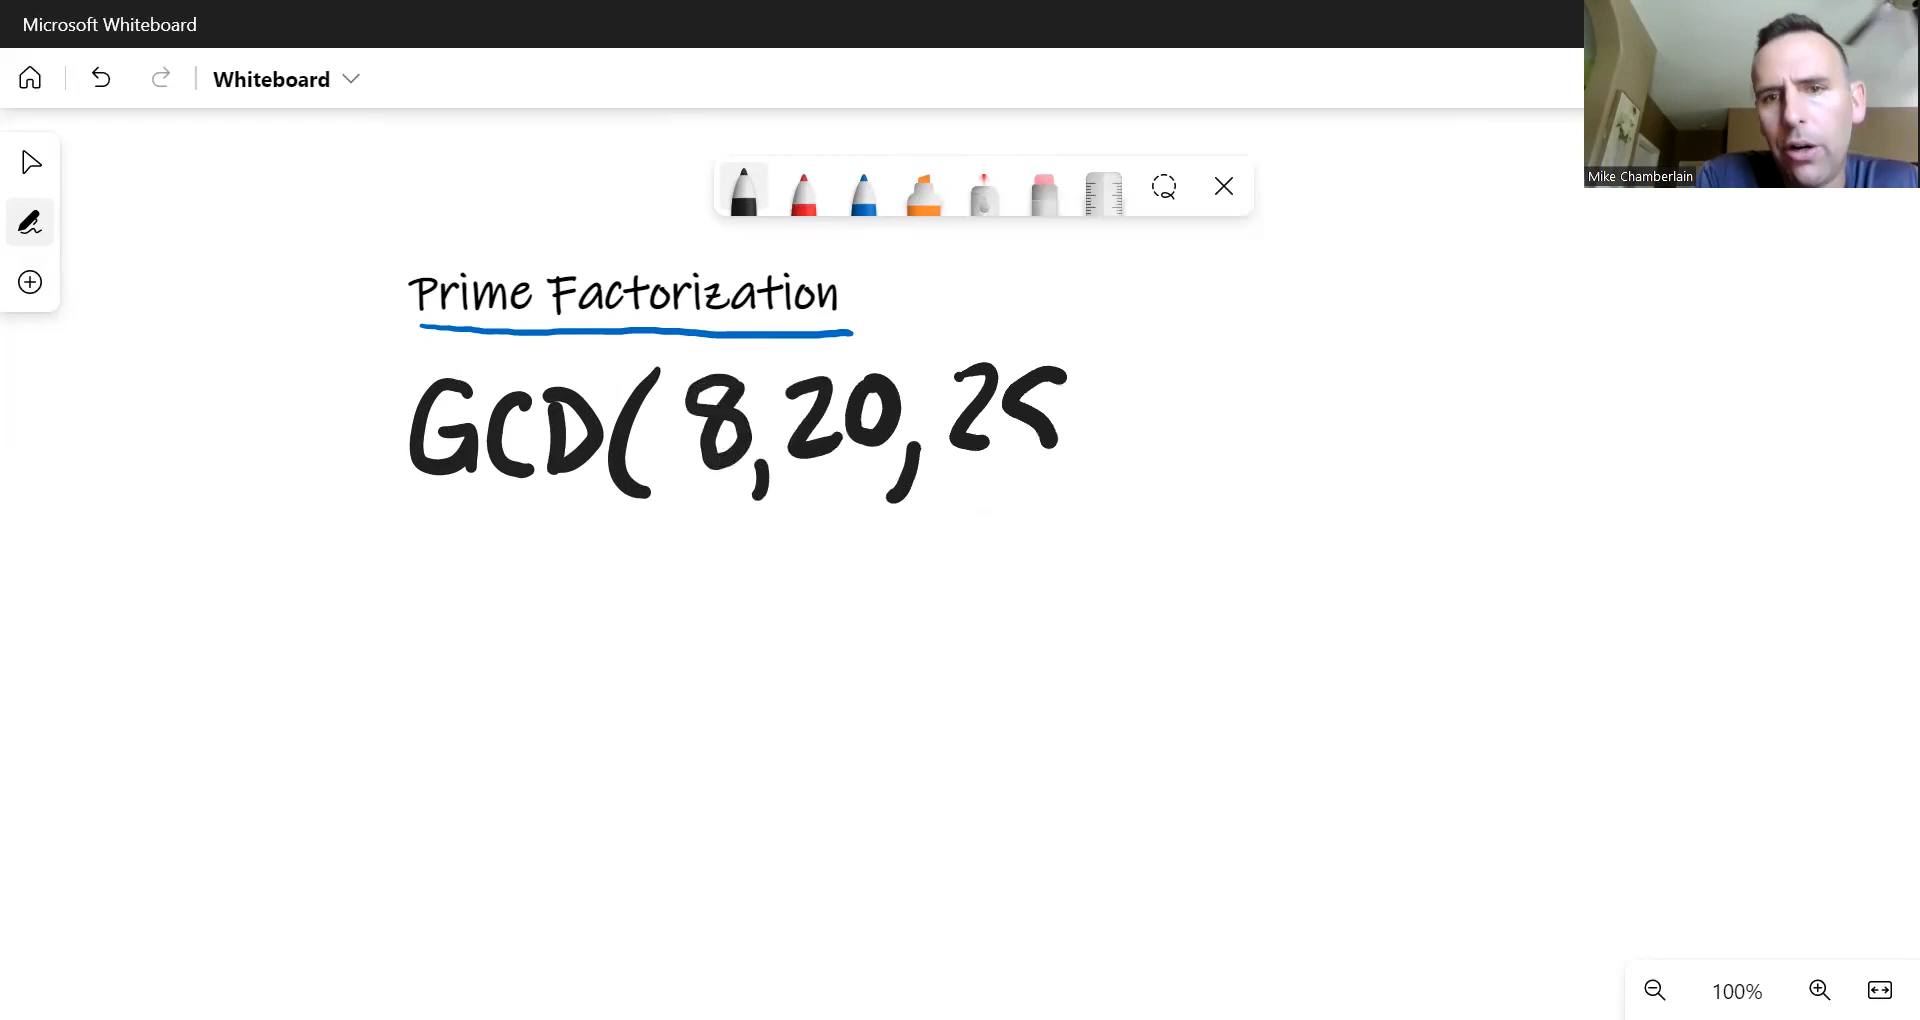 Microsoft Whiteboard
Whiteboard
Mike Chamberlain
Prime Factorization
GCD( 8, 20, 25
100%